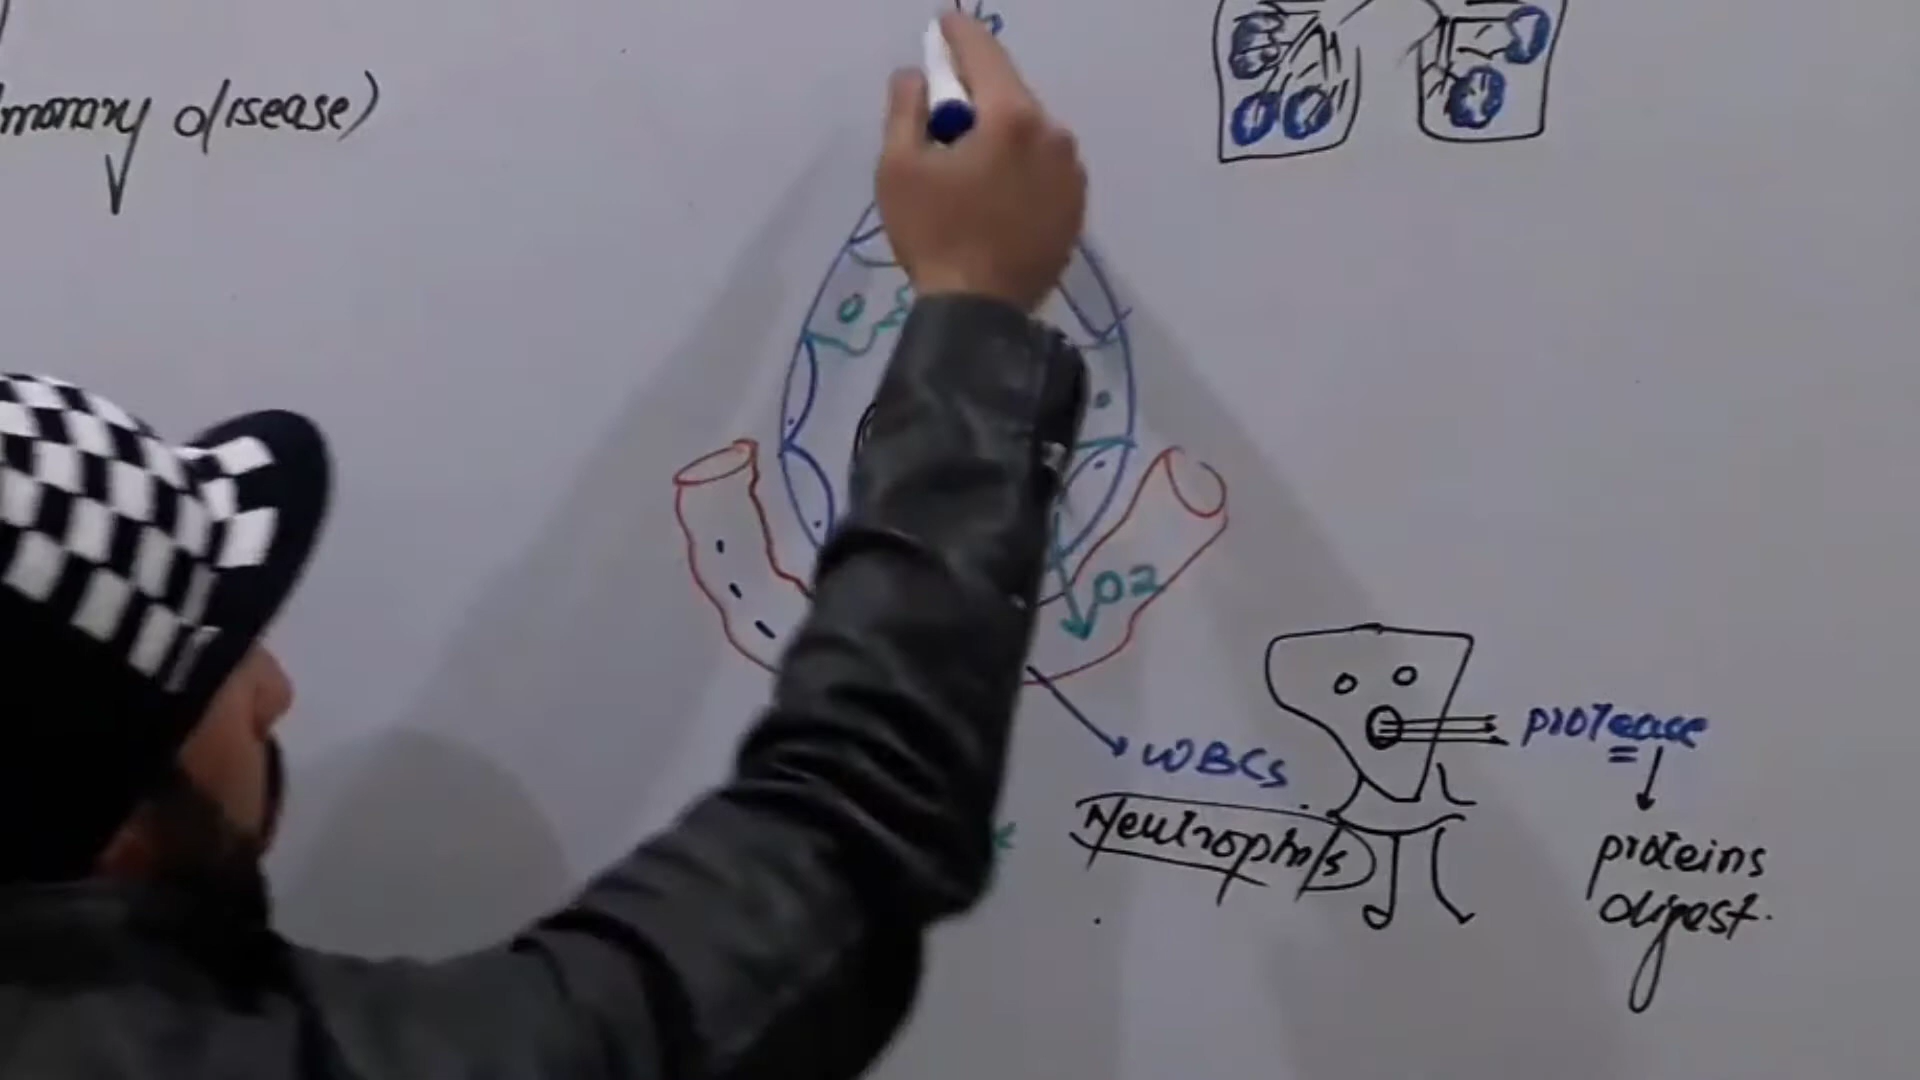 monary disease)
O2
WBCs
Neutrophils
protease
proteins
digest.